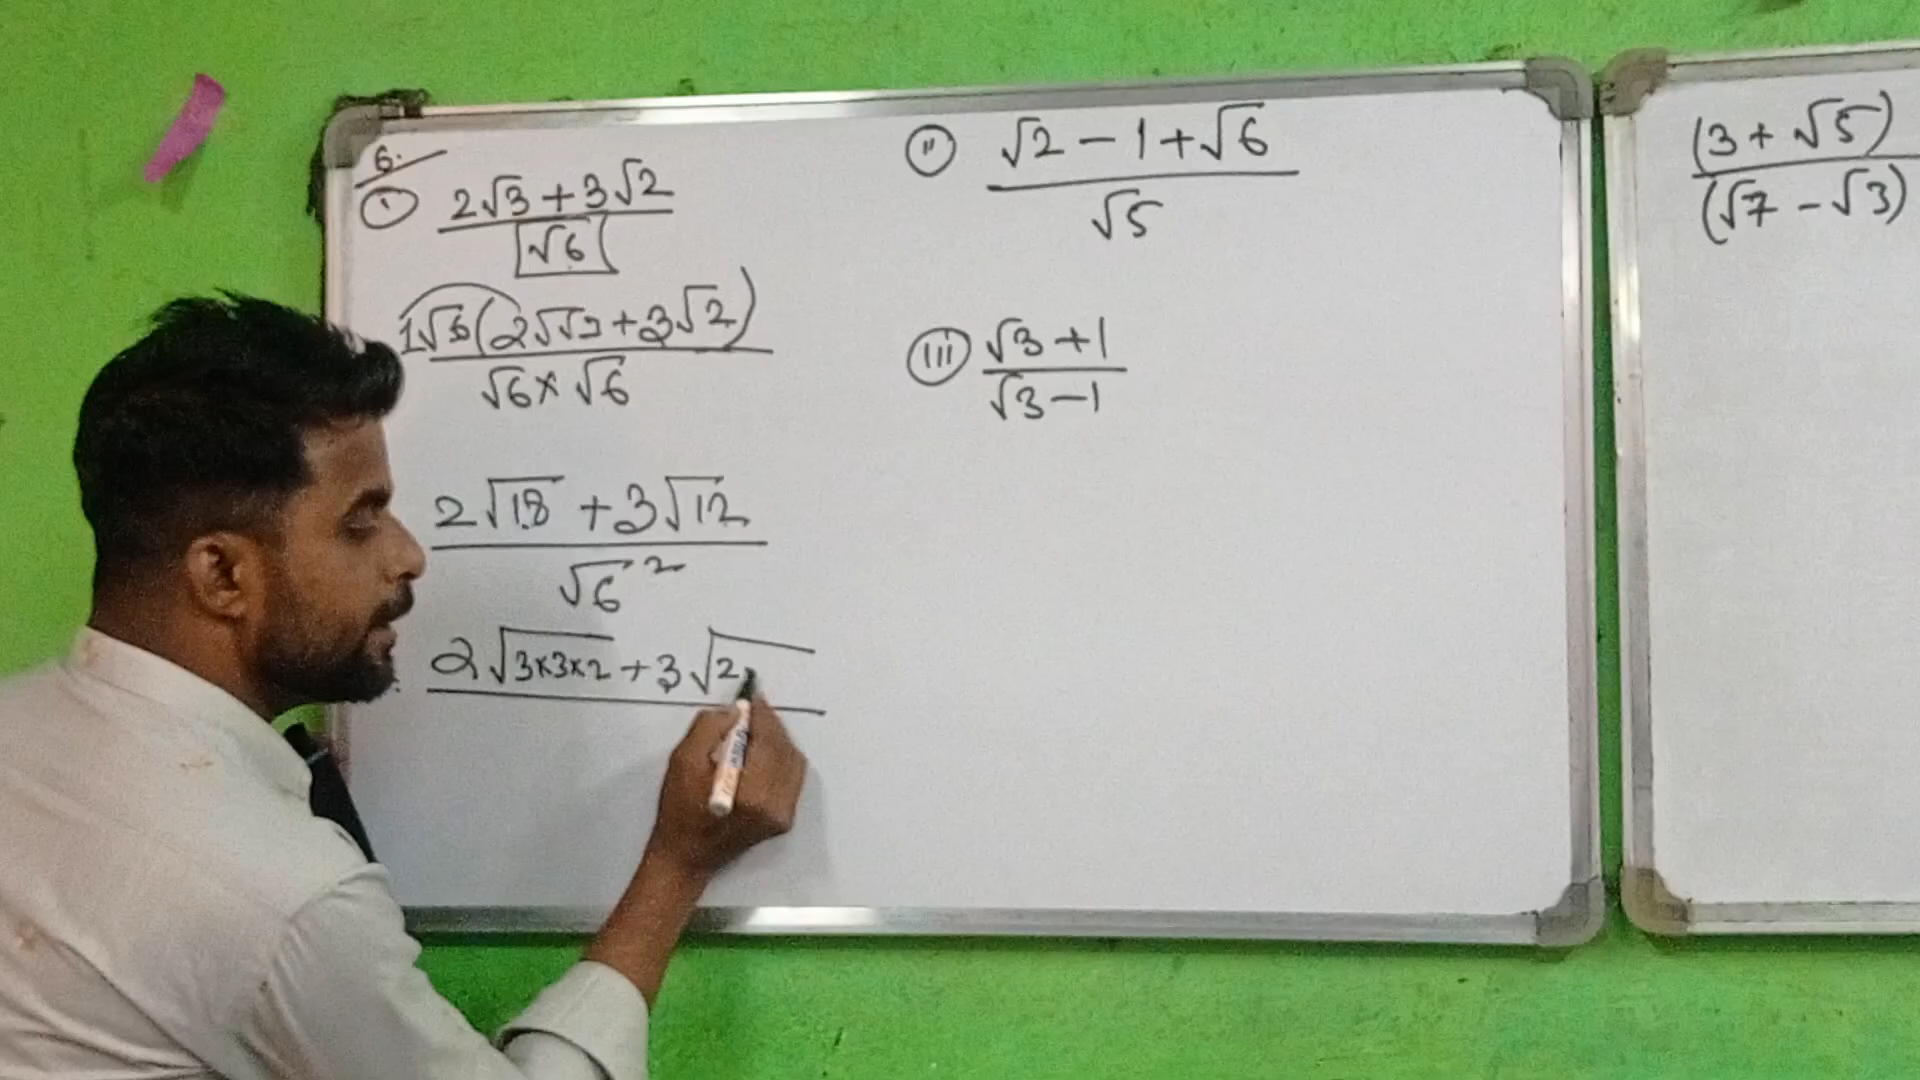 6.
(i) (2√3 + 3√2) / √6
1√6(2√√3 + 3√2) / √6 × √6
(2√18 + 3√12) / √6²
2√3×3×2 + 3√2×
(ii) (√2 − 1 + √6) / √5
(iii) (√3 + 1) / (√3 − 1)
(3 + √5) / (√7 − √3)